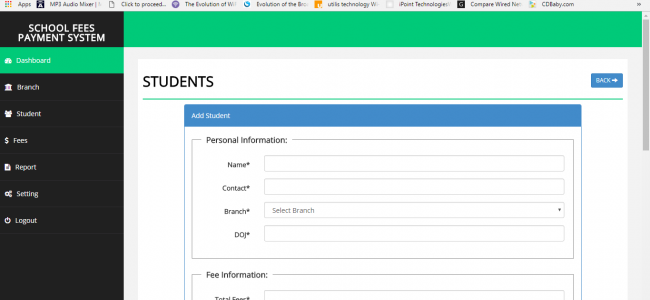 Apps MP3 Audio Mixer | M Click to proceed... The Evolution of Wi Evolution of the Bro utilis technology W iPoint Technologies Compare Wired Net CDBaby.com
SCHOOL FEES
PAYMENT SYSTEM
Dashboard
Branch
Student
Fees
Report
Setting
Logout
STUDENTS
BACK
Add Student
Personal Information:
Name*
Contact*
Branch* Select Branch
DOJ*
Fee Information:
Total Fees*